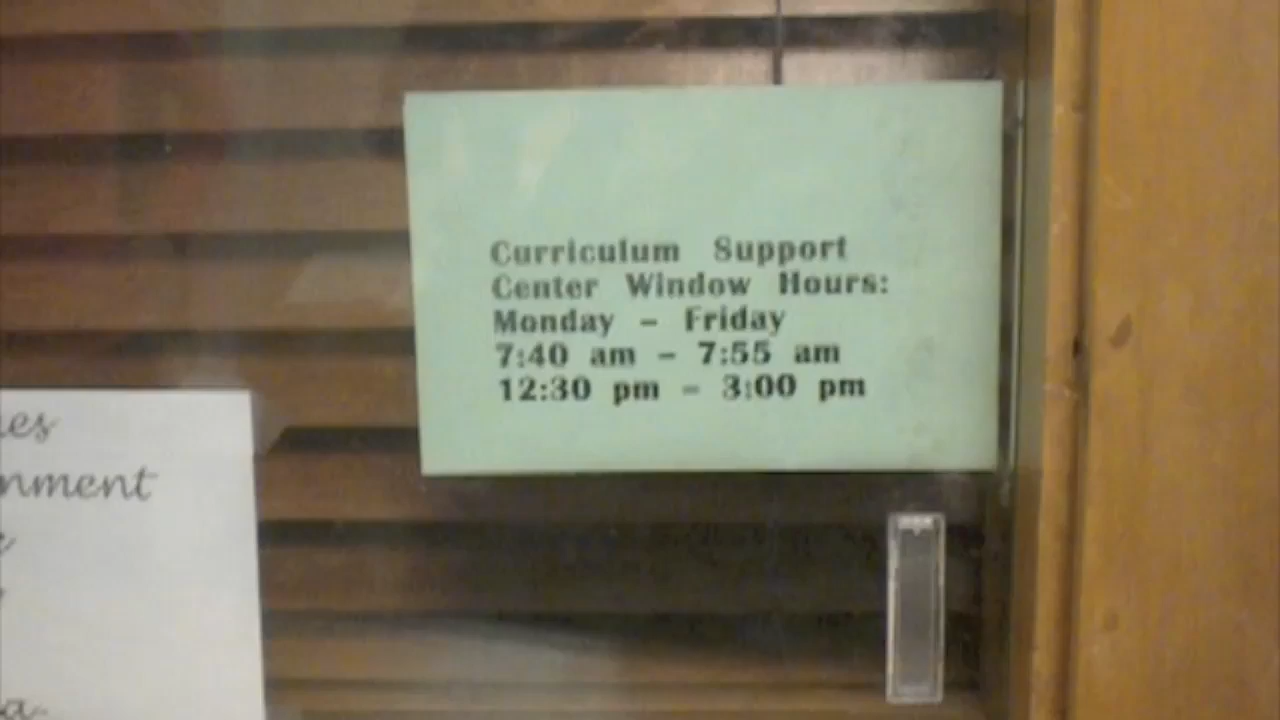 Curriculum Support
Center Window Hours:
Monday - Friday
7:40 am - 7:55 am
12:30 pm - 3:00 pm